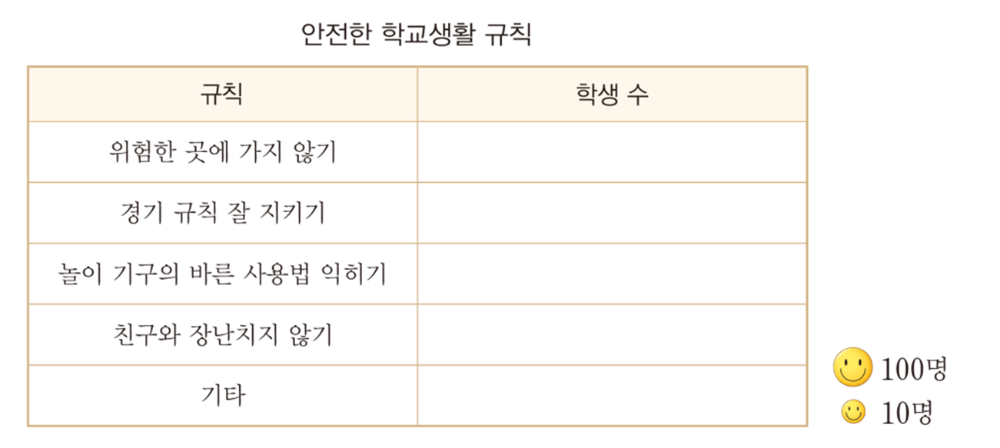 안전한 학교생활 규칙
규칙 학생 수
위험한 곳에 가지 않기
경기 규칙 잘 지키기
놀이 기구의 바른 사용법 익히기
친구와 장난치지 않기
기타
100명
10명